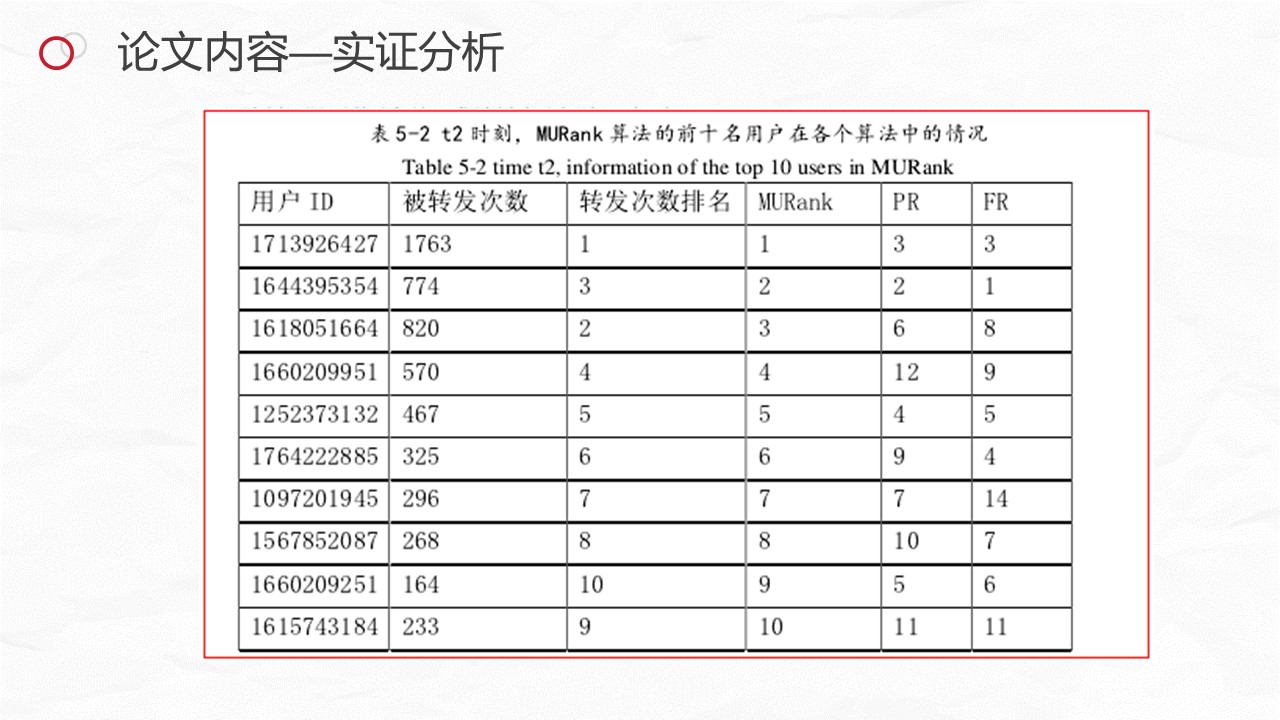 论文内容—实证分析
表 5-2 t2 时刻，MURank 算法的前十名用户在各个算法中的情况
Table 5-2 time t2, information of the top 10 users in MURank
用户 ID 被转发次数 转发次数排名 MURank PR FR
1713926427 1763 1 1 3 3
1644395354 774 3 2 2 1
1618051664 820 2 3 6 8
1660209951 570 4 4 12 9
1252373132 467 5 5 4 5
1764222885 325 6 6 9 4
1097201945 296 7 7 7 14
1567852087 268 8 8 10 7
1660209251 164 10 9 5 6
1615743184 233 9 10 11 11